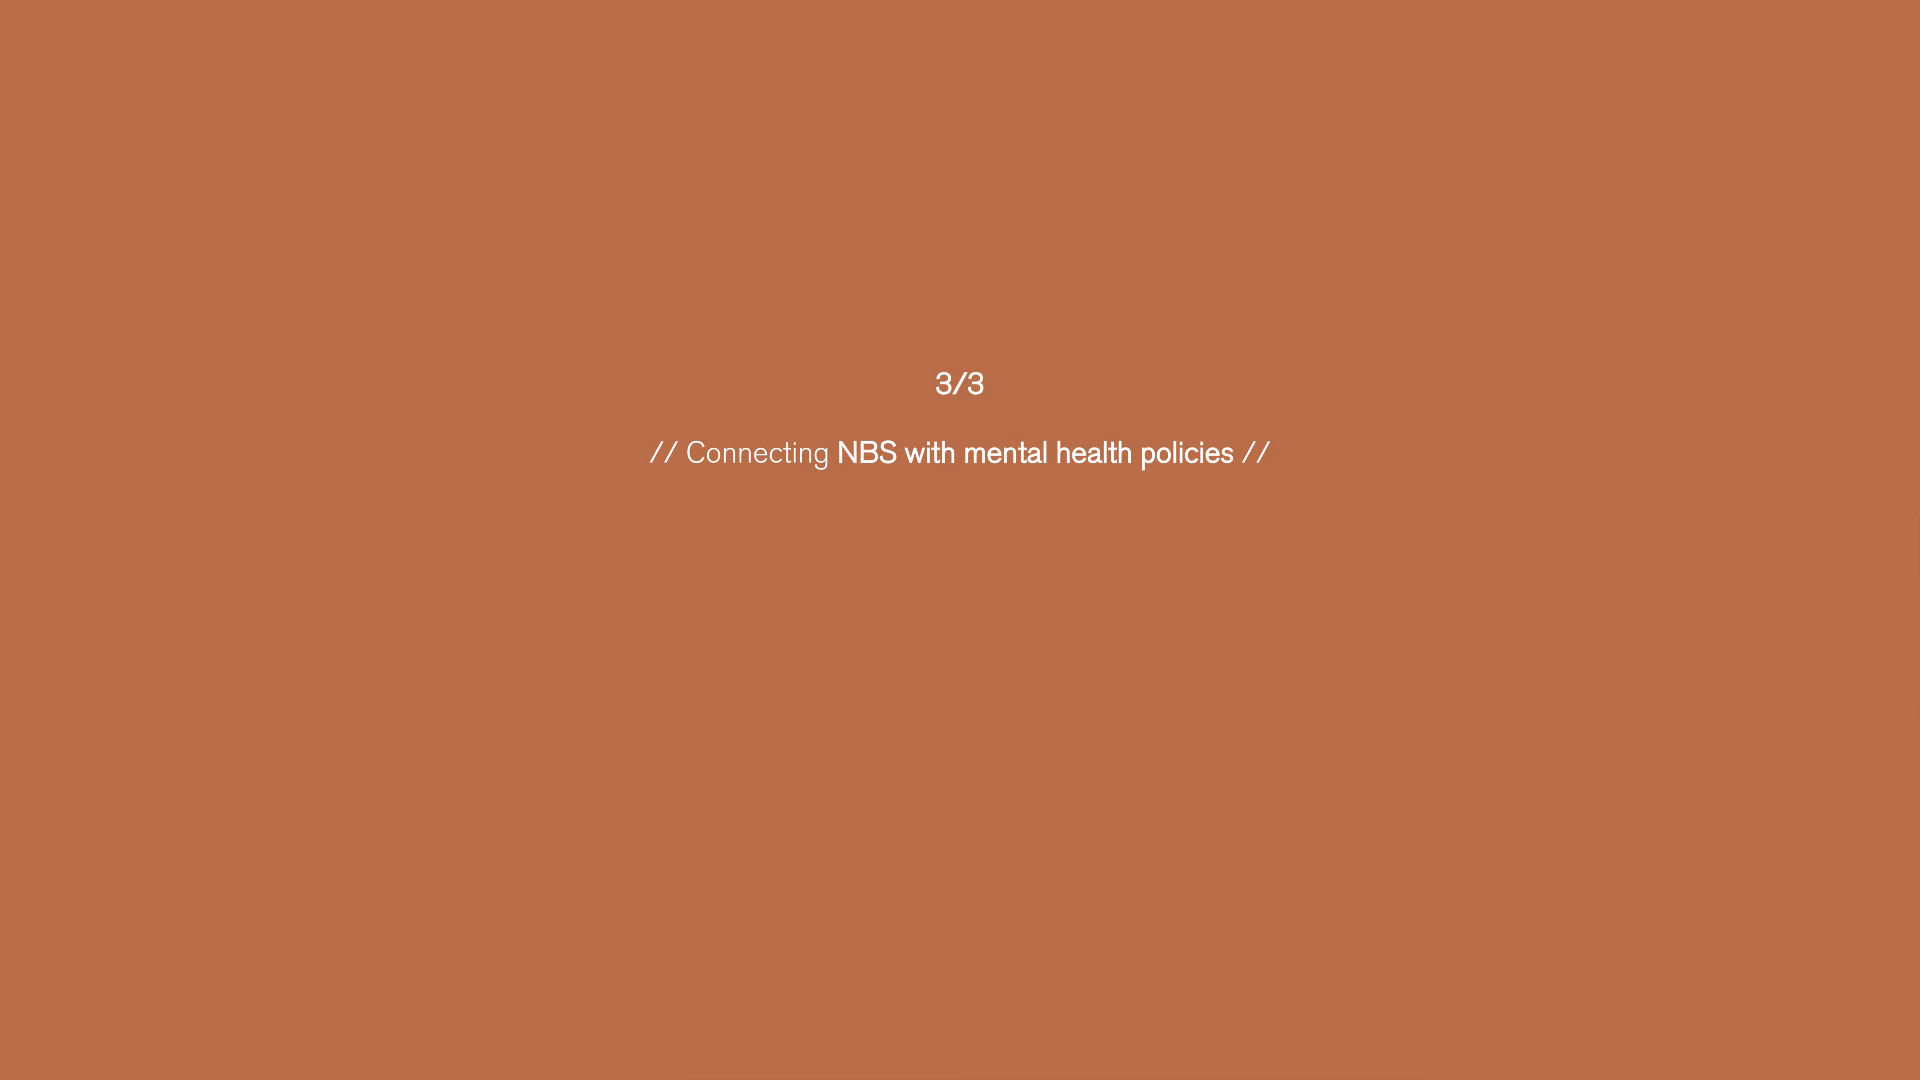 3/3
// Connecting NBS with mental health policies //